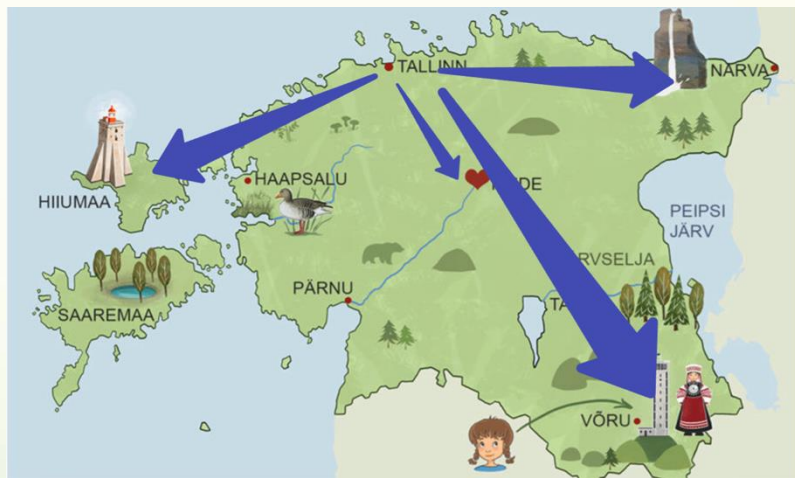 TALLINN
NARVA
HAAPSALU
HIIUMAA
PEIPSI
JÄRV
PÄRNU
SAAREMAA
VÕRU